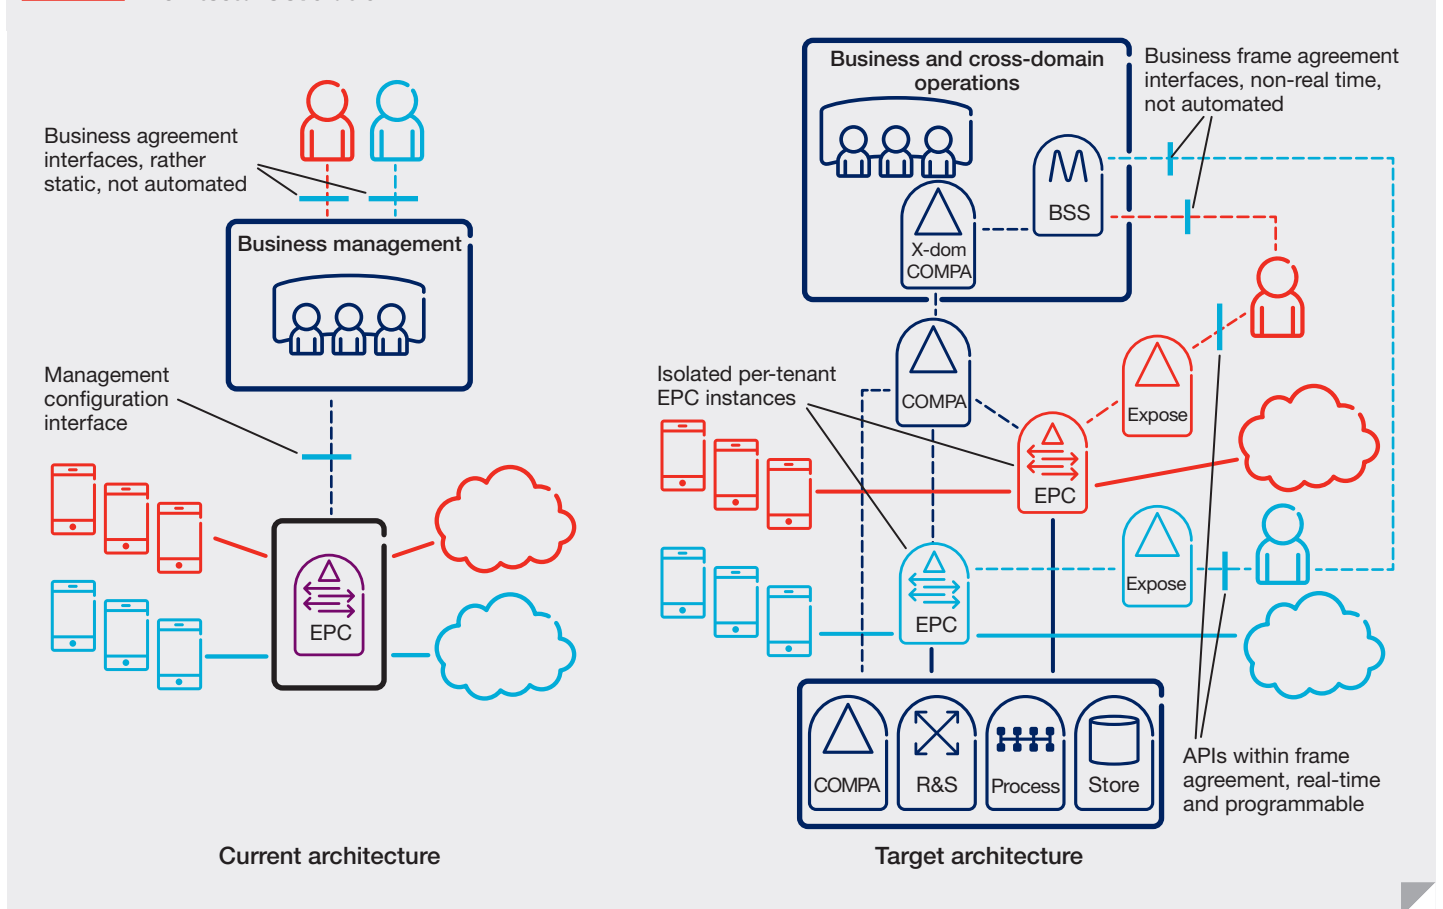 Business agreement
interfaces, rather
static, not automated
Business management
Management
configuration
interface
EPC
Current architecture
Business and cross-domain
operations
BSS
X-dom
COMPA
Business frame agreement
interfaces, non-real time,
not automated
COMPA
Isolated per-tenant
EPC instances
Expose
EPC
Expose
EPC
COMPA
R&S
Process
Store
APIs within frame
agreement, real-time
and programmable
Target architecture